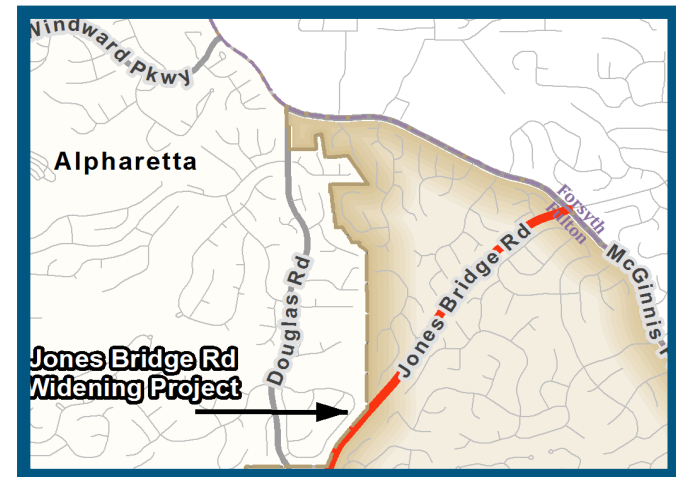 Windward Pkwy
Alpharetta
Forsyth
Fulton
McGinnis
Jones Bridge Rd
Douglas Rd
Jones Bridge Rd
Widening Project